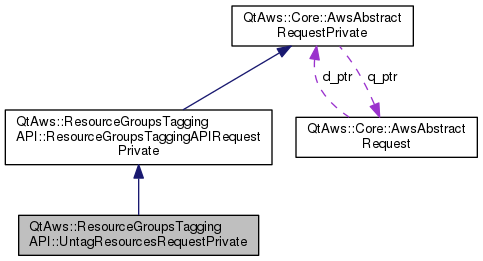 QtAws::Core::AwsAbstract
RequestPrivate
d_ptr
q_ptr
QtAws::ResourceGroupsTagging
API::ResourceGroupsTaggingAPIRequest
Private
QtAws::Core::AwsAbstract
Request
QtAws::ResourceGroupsTagging
API::UntagResourcesRequestPrivate